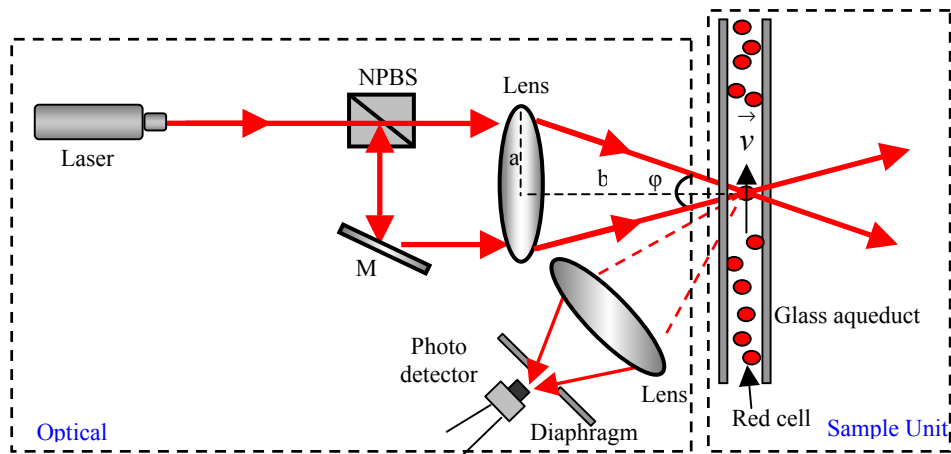 NPBS
Lens
Laser
a
b
φ
v
M
Glass aqueduct
Photo
detector
Lens
Diaphragm
Red cell
Optical
Sample Unit